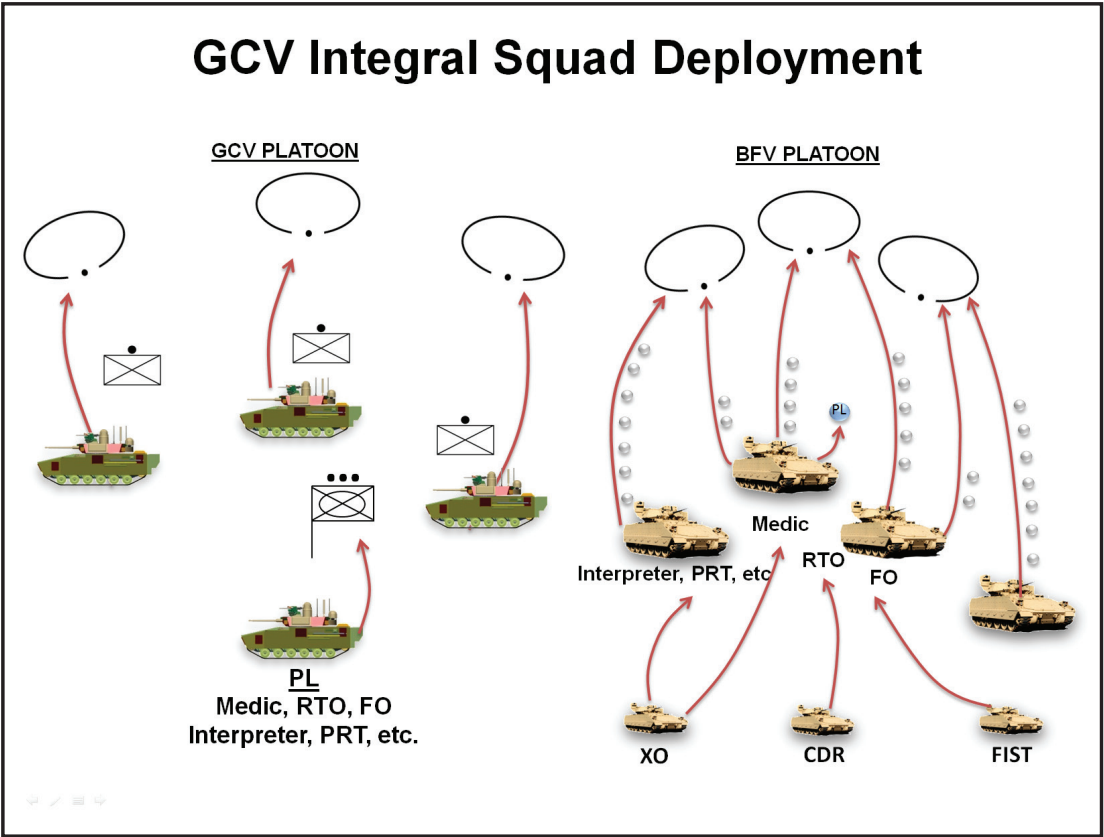 GCV Integral Squad Deployment
GCV PLATOON
BFV PLATOON
PL
Medic
RTO
Interpreter, PRT, etc
FO
PL
Medic, RTO, FO
Interpreter, PRT, etc.
XO
CDR
FIST